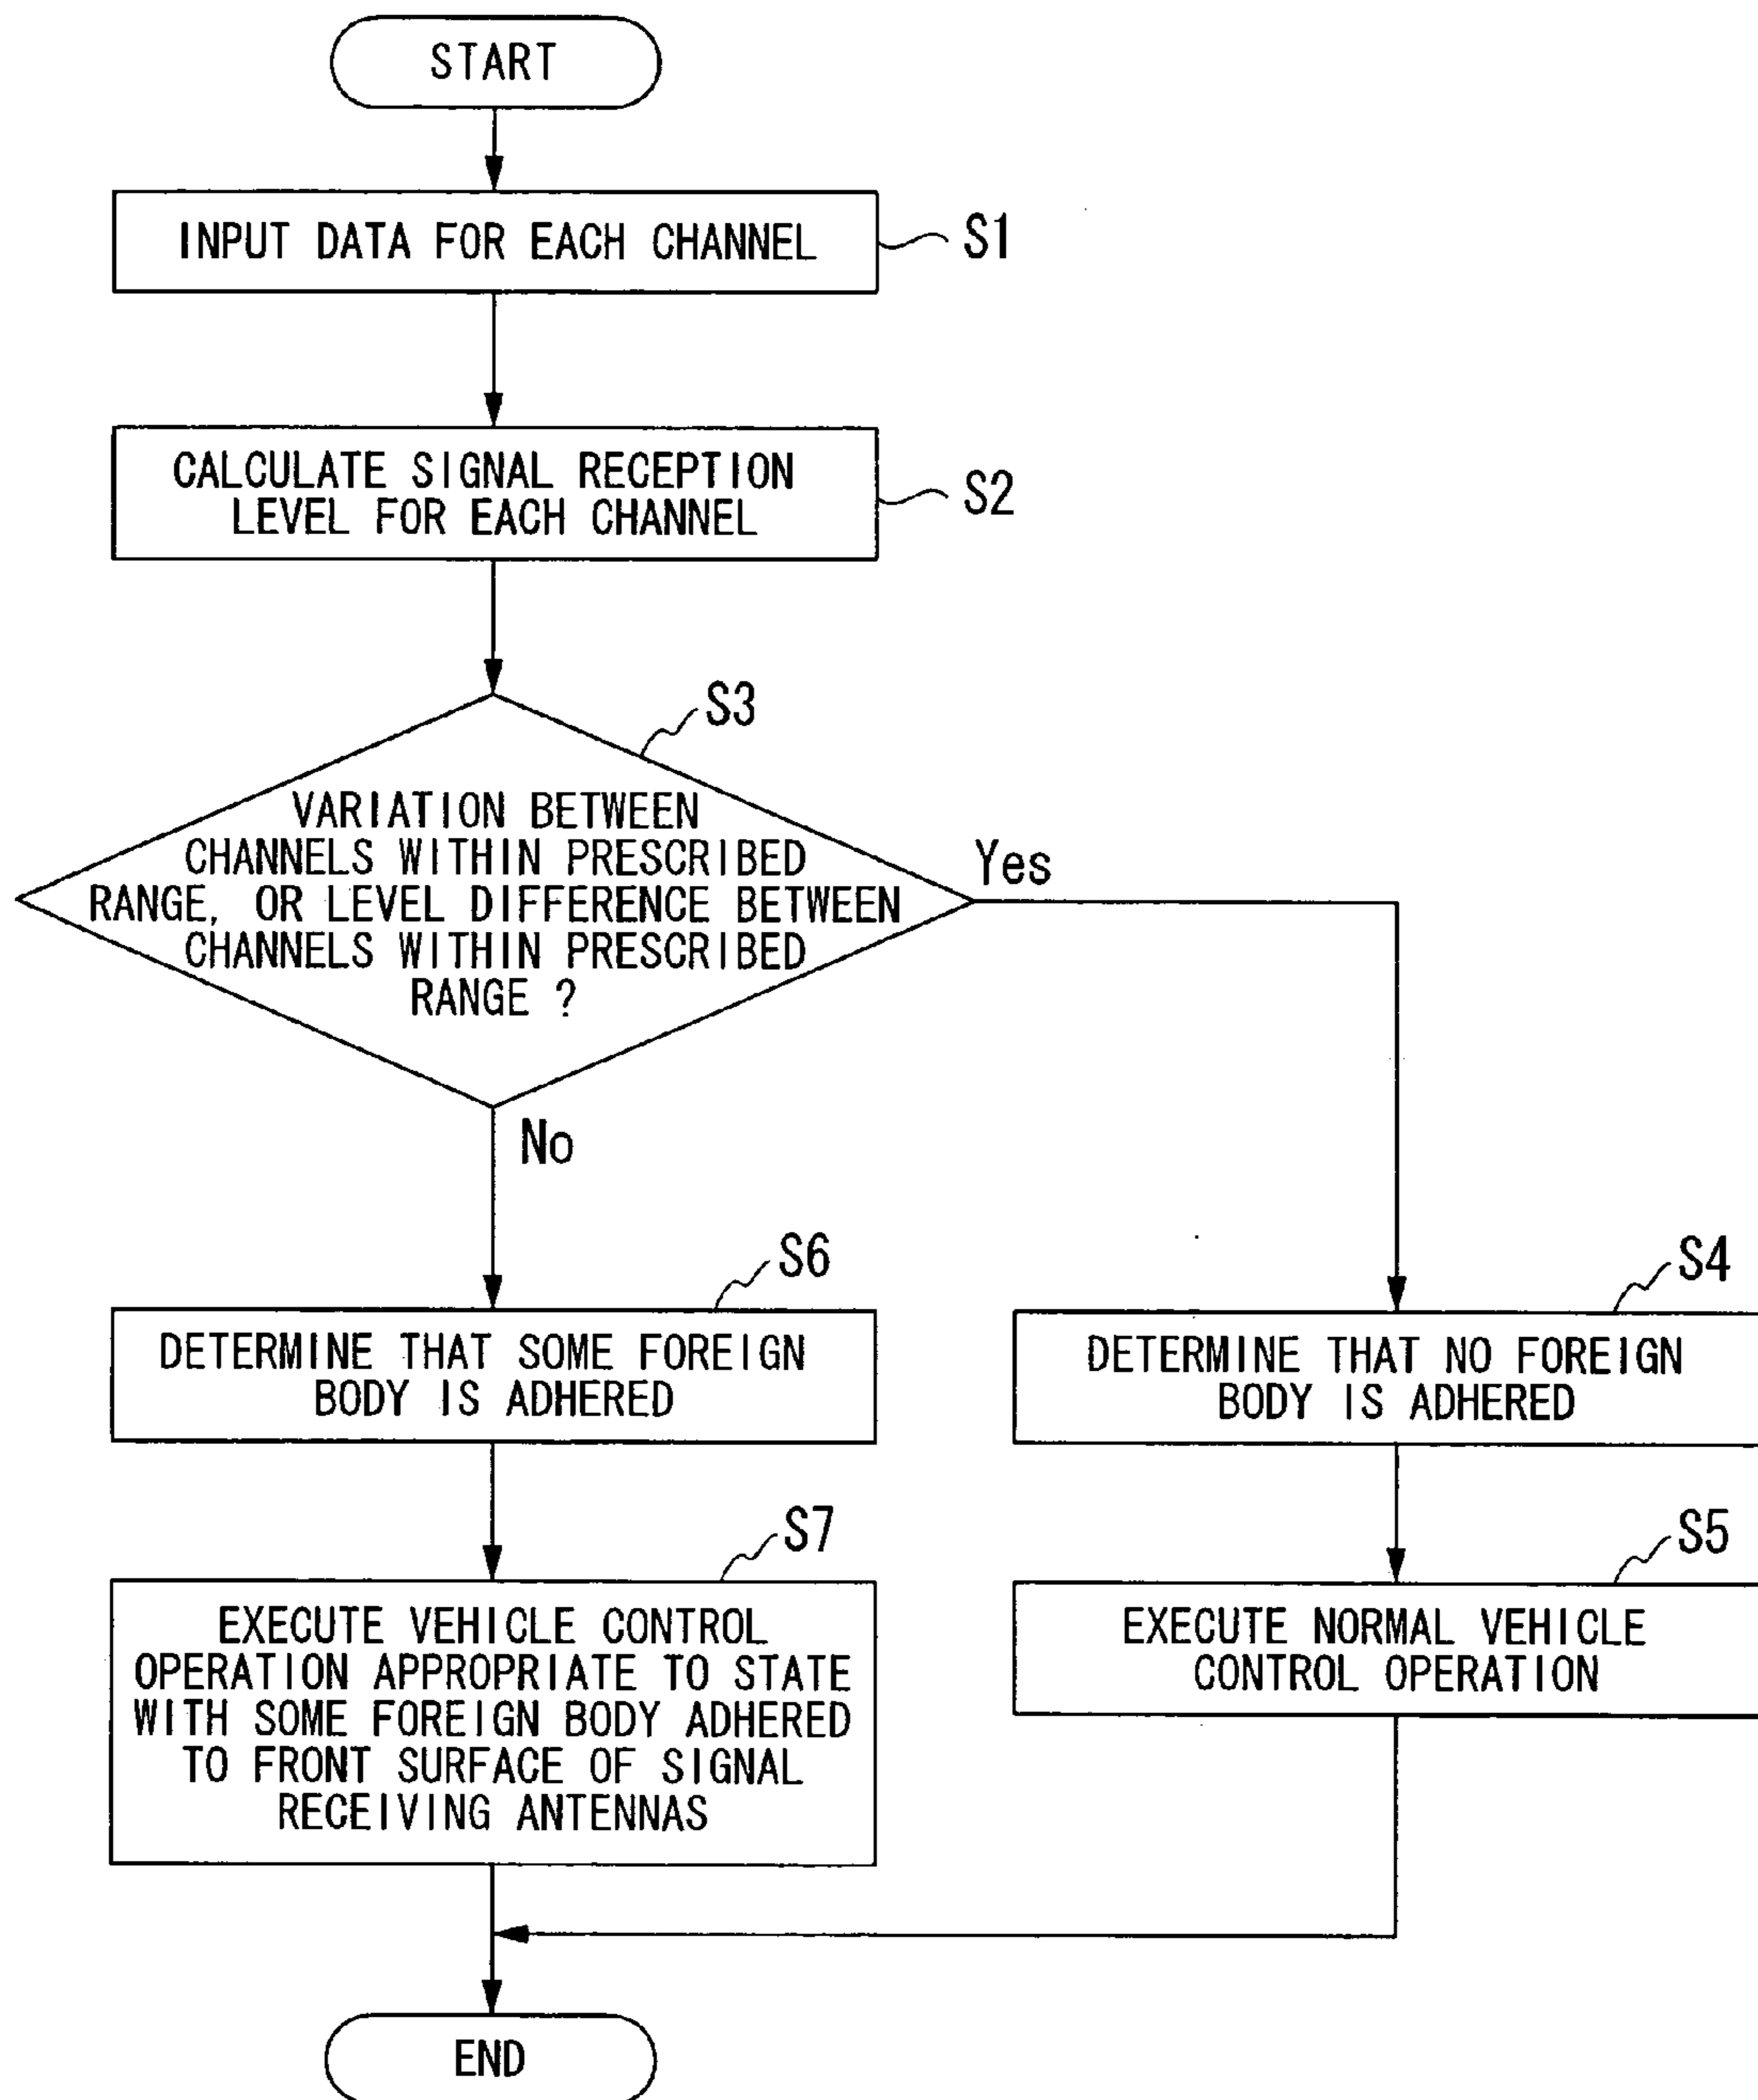 START
INPUT DATA FOR EACH CHANNEL
S1
CALCULATE SIGNAL RECEPTION
LEVEL FOR EACH CHANNEL
S2
S3
VARIATION BETWEEN
CHANNELS WITHIN PRESCRIBED
RANGE, OR LEVEL DIFFERENCE BETWEEN
CHANNELS WITHIN PRESCRIBED
RANGE ?
Yes
No
S6
DETERMINE THAT SOME FOREIGN
BODY IS ADHERED
S4
DETERMINE THAT NO FOREIGN
BODY IS ADHERED
S7
EXECUTE VEHICLE CONTROL
OPERATION APPROPRIATE TO STATE
WITH SOME FOREIGN BODY ADHERED
TO FRONT SURFACE OF SIGNAL
RECEIVING ANTENNAS
S5
EXECUTE NORMAL VEHICLE
CONTROL OPERATION
END